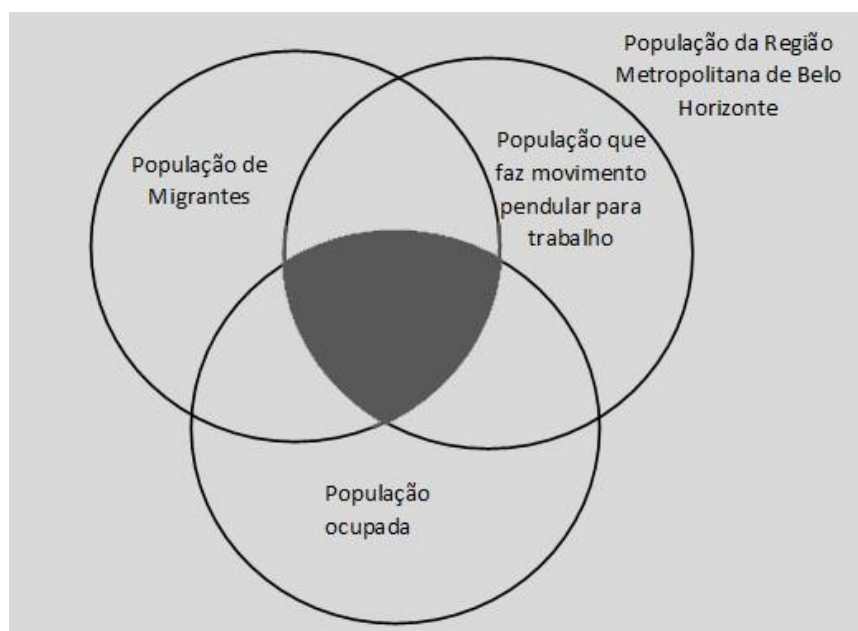 População da Região
Metropolitana de Belo
Horizonte
População de
Migrantes
População que
faz movimento
pendular para
trabalho
População
ocupada